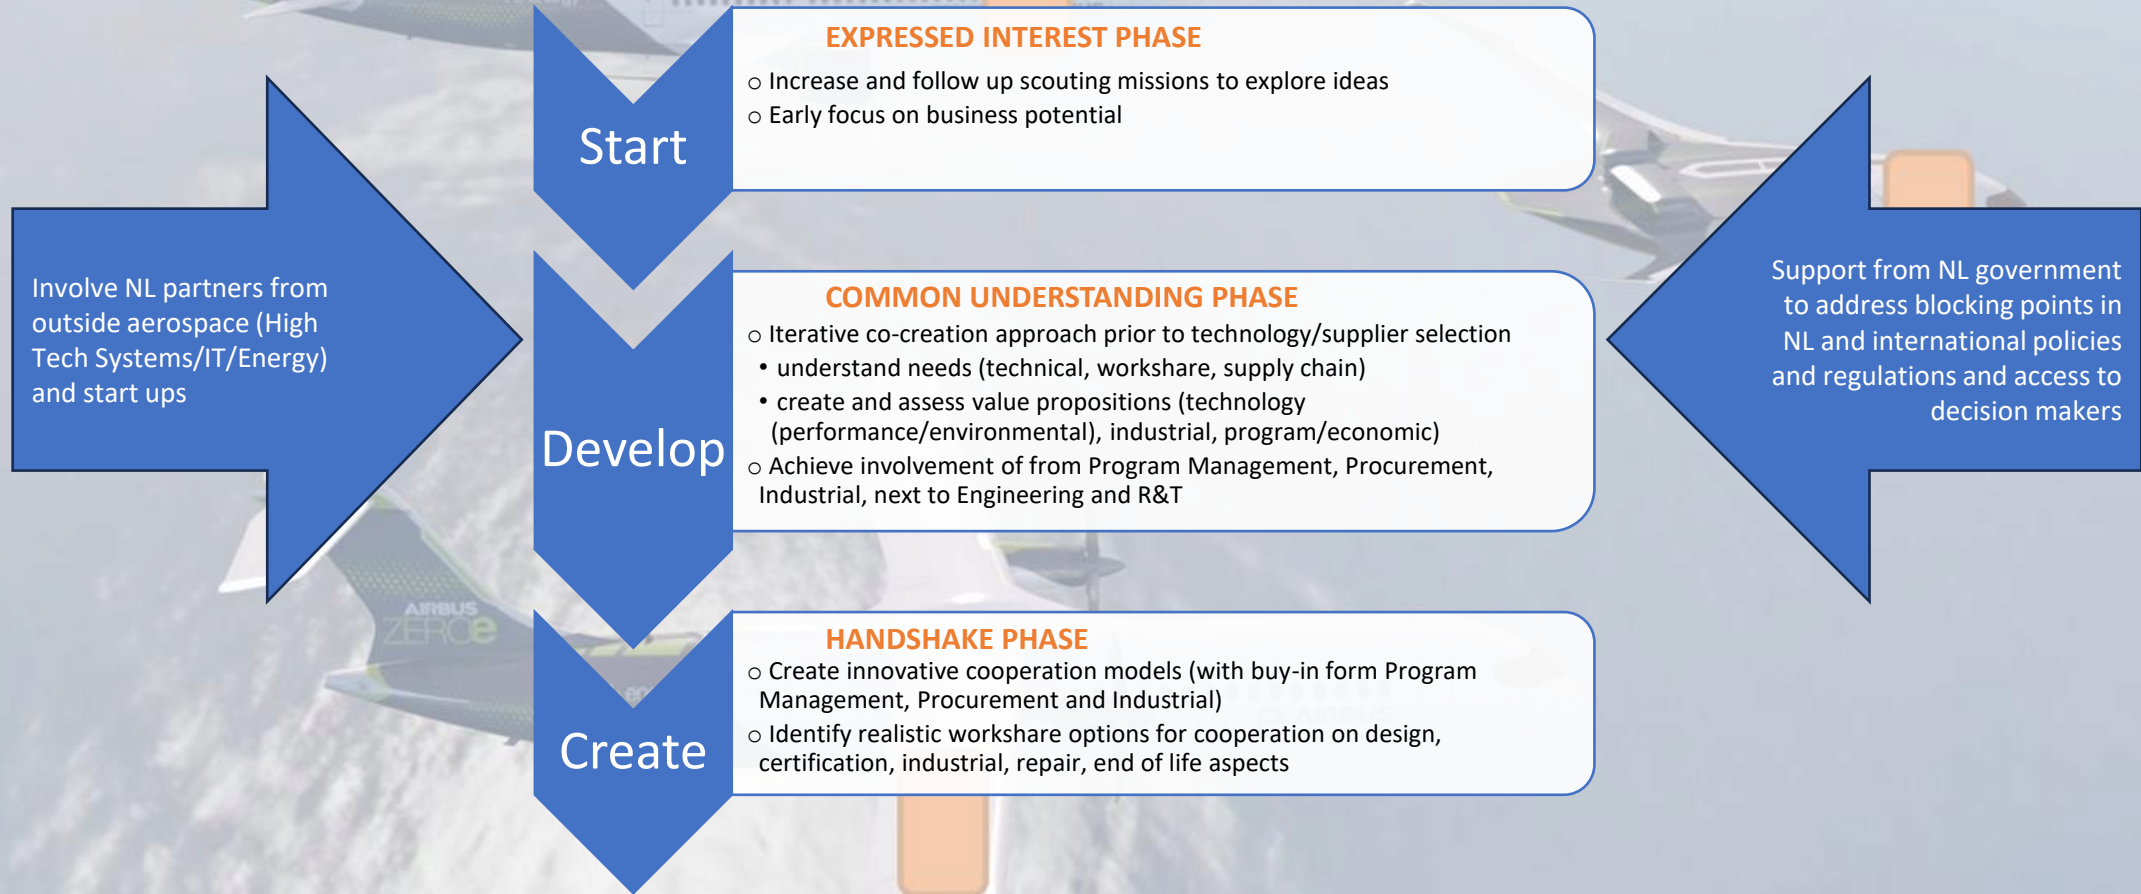 EXPRESSED INTEREST PHASE
o Increase and follow up scouting missions to explore ideas
o Early focus on business potential
Start
Involve NL partners from
outside aerospace (High
Tech Systems/IT/Energy)
and start ups
COMMON UNDERSTANDING PHASE
o Iterative co-creation approach prior to technology/supplier selection
• understand needs (technical, workshare, supply chain)
• create and assess value propositions (technology
(performance/environmental), industrial, program/economic)
o Achieve involvement of from Program Management, Procurement,
Industrial, next to Engineering and R&T
Develop
Support from NL government
to address blocking points in
NL and international policies
and regulations and access to
decision makers
HANDSHAKE PHASE
o Create innovative cooperation models (with buy-in form Program
Management, Procurement and Industrial)
o Identify realistic workshare options for cooperation on design,
certification, industrial, repair, end of life aspects
Create
AIRBUS
ZEROe
AIRBUS